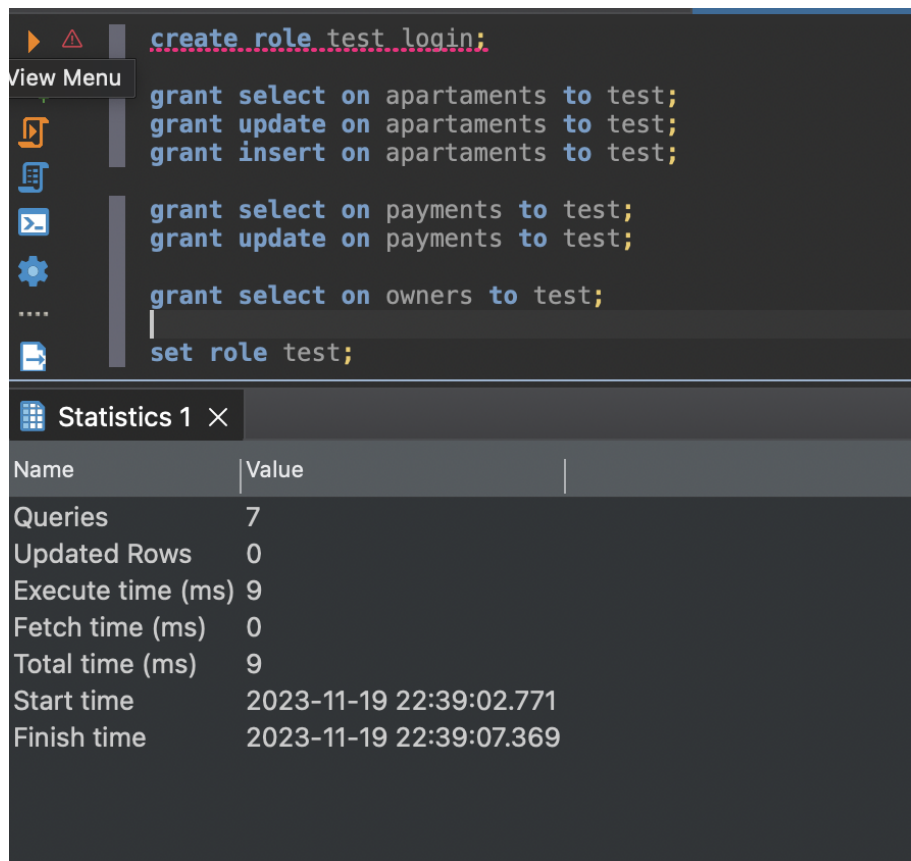 create role test login;
View Menu
grant select on apartaments to test;
grant update on apartaments to test;
grant insert on apartaments to test;
grant select on payments to test;
grant update on payments to test;
grant select on owners to test;
set role test;
Statistics 1
Name Value
Queries 7
Updated Rows 0
Execute time (ms) 9
Fetch time (ms) 0
Total time (ms) 9
Start time 2023-11-19 22:39:02.771
Finish time 2023-11-19 22:39:07.369